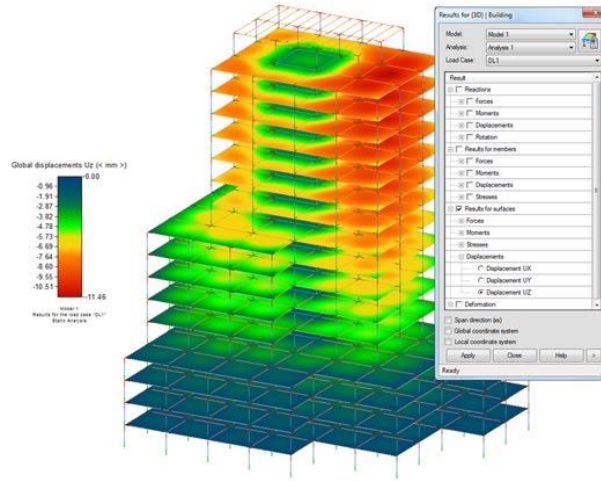 Results for (3D) | Building
Model: Model 1
Analysis: Analysis 1
Load Case: DL1
Result
Reactions
Forces
Moments
Displacements
Rotation
Results for members
Forces
Moments
Displacements
Stresses
Results for surfaces
Forces
Moments
Stresses
Displacements
Displacement UX
Displacement UY
Displacement UZ
Deformation
Span direction (as)
Global coordinate system
Local coordinate system
Apply Close Help >
Ready
Global displacements Uz (< mm >)
0.00
-0.96
-1.91
-2.87
-3.82
-4.78
-5.73
-6.69
-7.64
-8.60
-9.55
-10.51
-11.46
Model 1
Results for the load case "DL1"
Static Analysis